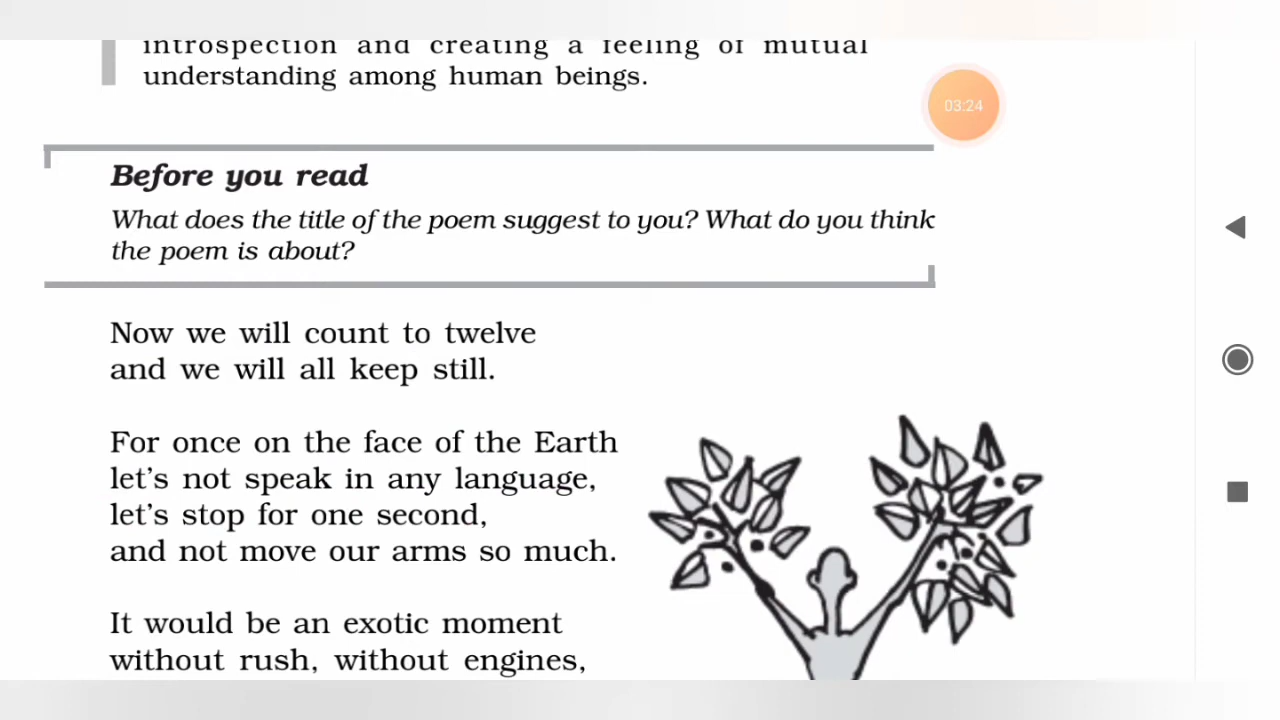 introspection and creating a feeling of mutual
understanding among human beings.
03:24
Before you read
What does the title of the poem suggest to you? What do you think
the poem is about?
Now we will count to twelve
and we will all keep still.
For once on the face of the Earth
let's not speak in any language,
let's stop for one second,
and not move our arms so much.
It would be an exotic moment
without rush, without engines,